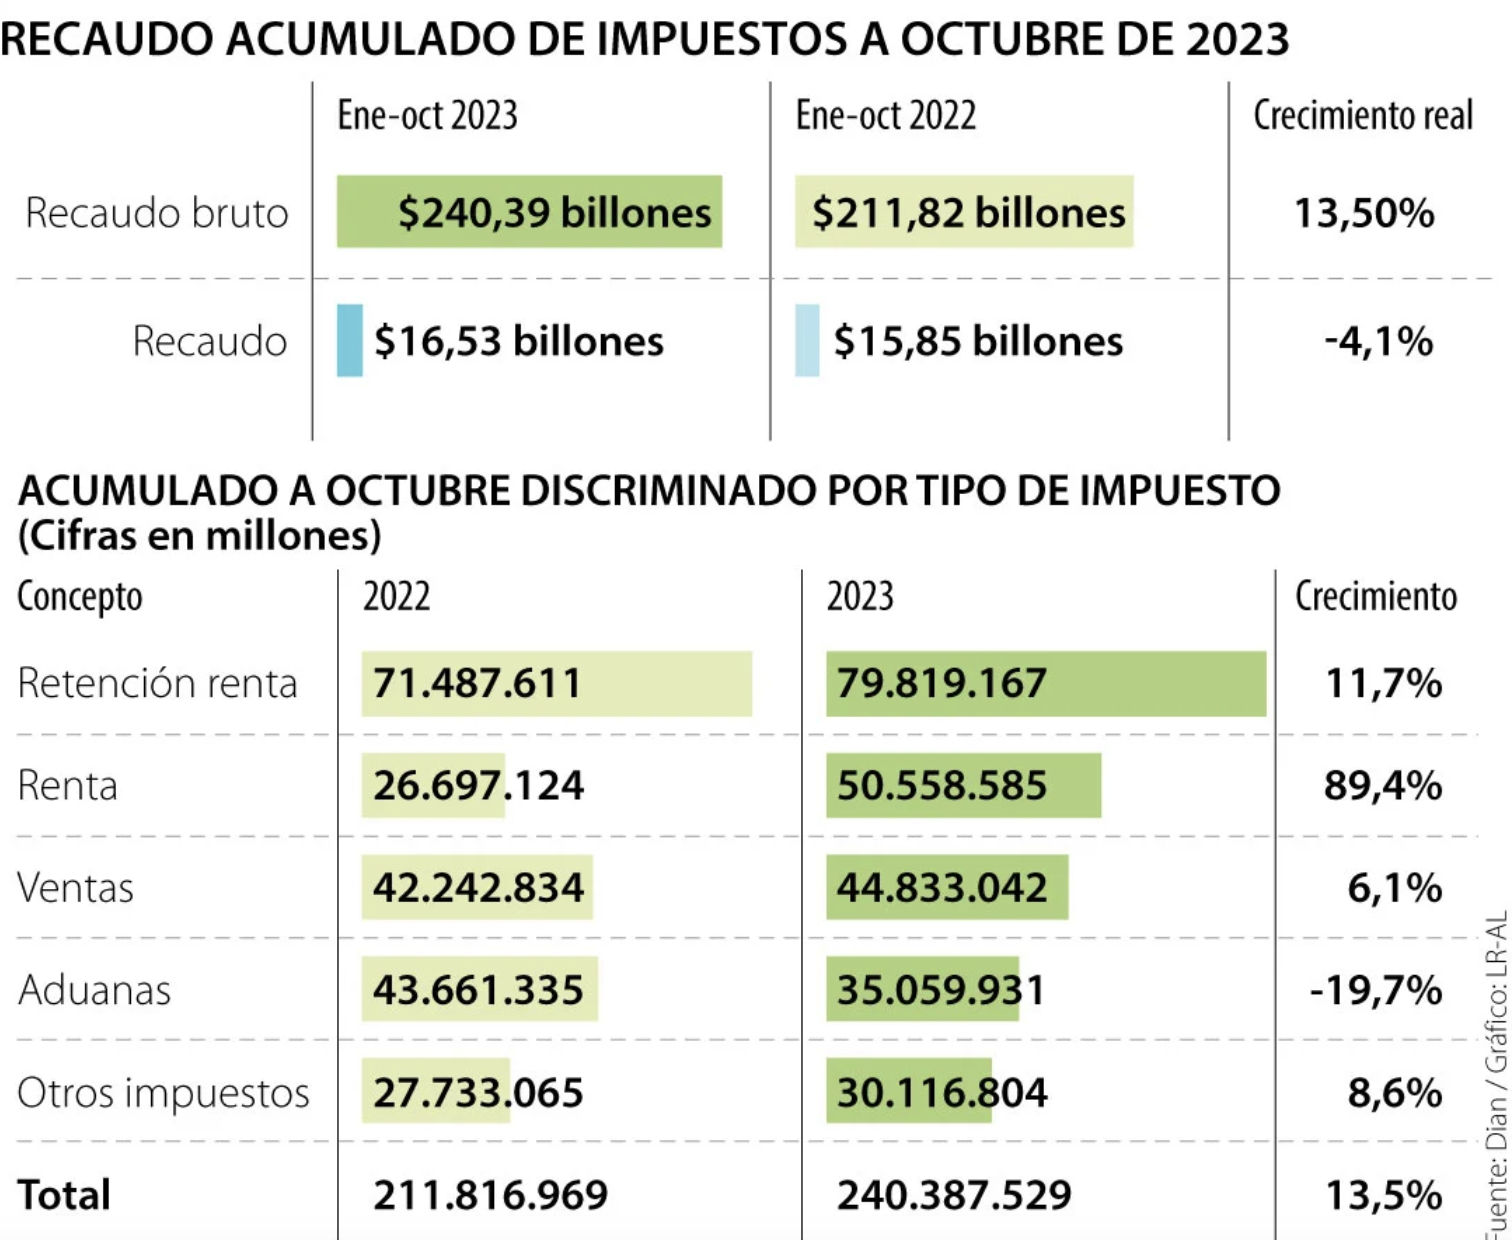 RECAUDO ACUMULADO DE IMPUESTOS A OCTUBRE DE 2023
Ene-oct 2023 Ene-oct 2022 Crecimiento real
Recaudo bruto $240,39 billones $211,82 billones 13,50%
Recaudo $16,53 billones $15,85 billones -4,1%
ACUMULADO A OCTUBRE DISCRIMINADO POR TIPO DE IMPUESTO
(Cifras en millones)
Concepto 2022 2023 Crecimiento
Retención renta 71.487.611 79.819.167 11,7%
Renta 26.697.124 50.558.585 89,4%
Ventas 42.242.834 44.833.042 6,1%
Aduanas 43.661.335 35.059.931 -19,7%
Otros impuestos 27.733.065 30.116.804 8,6%
Total 211.816.969 240.387.529 13,5%
Fuente: Dian / Gráfico: LR-AL